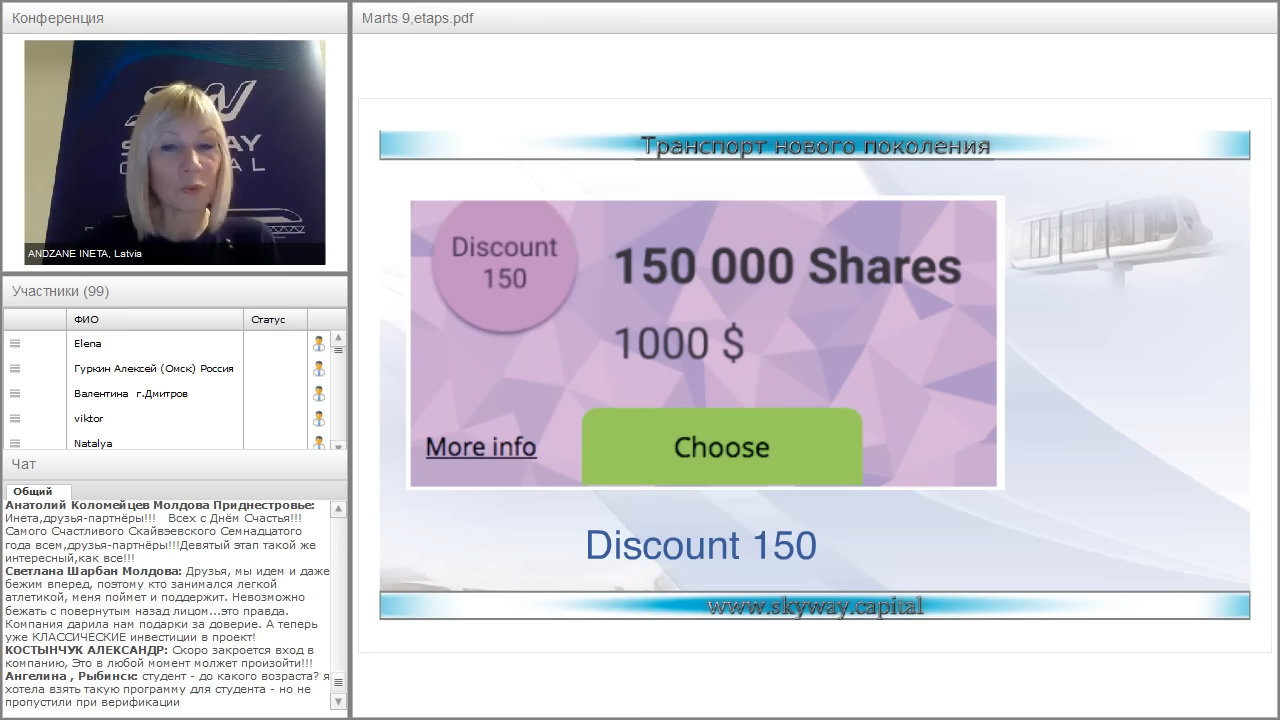 Конференция
ANDZANE INETA, Latvia
Участники (99)
ФИО
Статус
Elena
Гуркин Алексей (Омск) Россия
Валентина г.Дмитров
viktor
Natalya
Чат
Общий
Анатолий Коломейцев Молдова Приднестровье:
Инета,друзья-партнёры!!! Всех с Днём Счастья!!!
Самого Счастливого Скайвэевского Семнадцатого
года всем,друзья-партнёры!!!Девятый этап такой же
интересный,как все!!!
Светлана Шарбан Молдова: Друзья, мы идем и даже
бежим вперед, поэтому кто занимался легкой
атлетикой, меня поймет и поддержит. Невозможно
бежать с повернутым назад лицом...это правда.
Компания дарила нам подарки за доверие. А теперь
уже КЛАССИЧЕСКИЕ инвестиции в проект!
КОСТЫНЧУК АЛЕКСАНДР: Скоро закроется вход в
компанию, Это в любой момент молжет произойти!!!
Ангелина , Рыбинск: студент - до какого возраста? я
хотела взять такую программу для студента - но не
пропустили при верификации
Marts 9,etaps.pdf
Транспорт нового поколения
Discount
150
150 000 Shares
1000 $
More info
Choose
Discount 150
www.skyway.capital